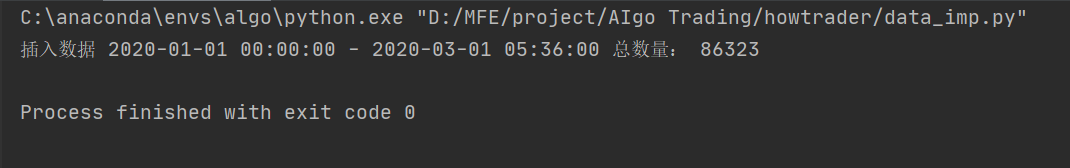 C:\anaconda\envs\algo\python.exe "D:/MFE/project/AIgo Trading/howtrader/data_imp.py"
插入数据 2020-01-01 00:00:00 - 2020-03-01 05:36:00 总数量： 86323
Process finished with exit code 0